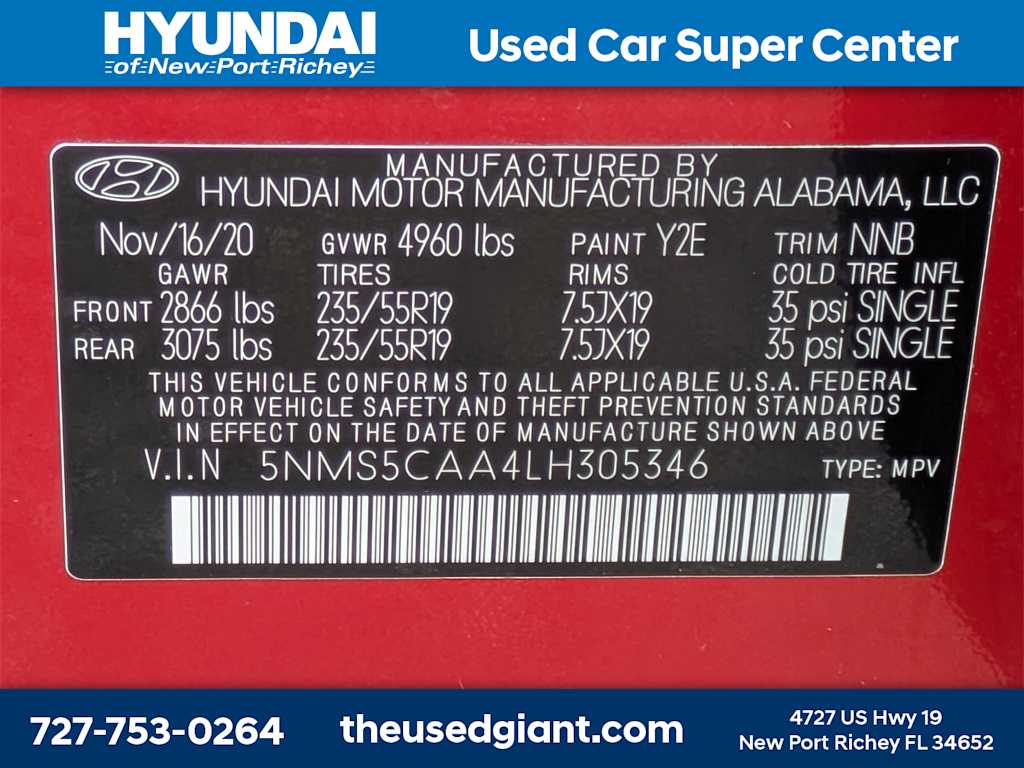 HYUNDAI
of New Port Richey
Used Car Super Center
MANUFACTURED BY
HYUNDAI MOTOR MANUFACTURING ALABAMA, LLC
Nov/16/20 GVWR 4960 lbs PAINT Y2E TRIM NNB
GAWR TIRES RIMS COLD TIRE INFL
FRONT 2866 lbs 235/55R19 7.5JX19 35 psi SINGLE
REAR 3075 lbs 235/55R19 7.5JX19 35 psi SINGLE
THIS VEHICLE CONFORMS TO ALL APPLICABLE U.S.A. FEDERAL
MOTOR VEHICLE SAFETY AND THEFT PREVENTION STANDARDS
IN EFFECT ON THE DATE OF MANUFACTURE SHOWN ABOVE
V.I.N 5NMS5CAA4LH305346 TYPE: MPV
727-753-0264
theusedgiant.com
4727 US Hwy 19
New Port Richey FL 34652